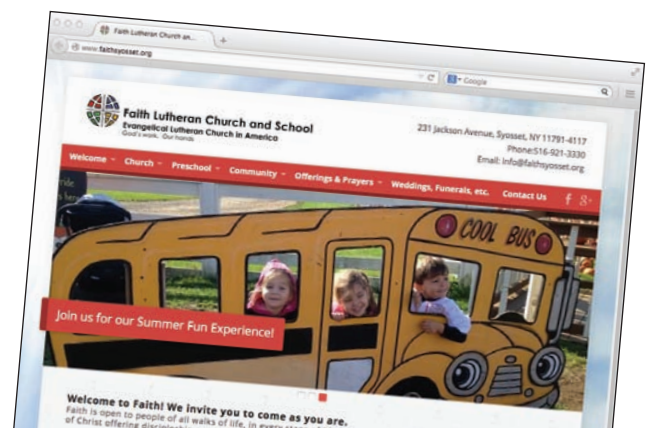 Faith Lutheran Church an...
www.faithsyosset.org
Google
Faith Lutheran Church and School
Evangelical Lutheran Church in America
God's work. Our hands.
231 Jackson Avenue, Syosset, NY 11791-4117
Phone:516-921-3330
Email: info@faithsyosset.org
Welcome Church Preschool Community Offerings & Prayers Weddings, Funerals, etc. Contact Us f g+
ride
COOL BUS
Join us for our Summer Fun Experience!
Welcome to Faith! We invite you to come as you are.
Faith is open to people of all walks of life, in every
of Christ offering